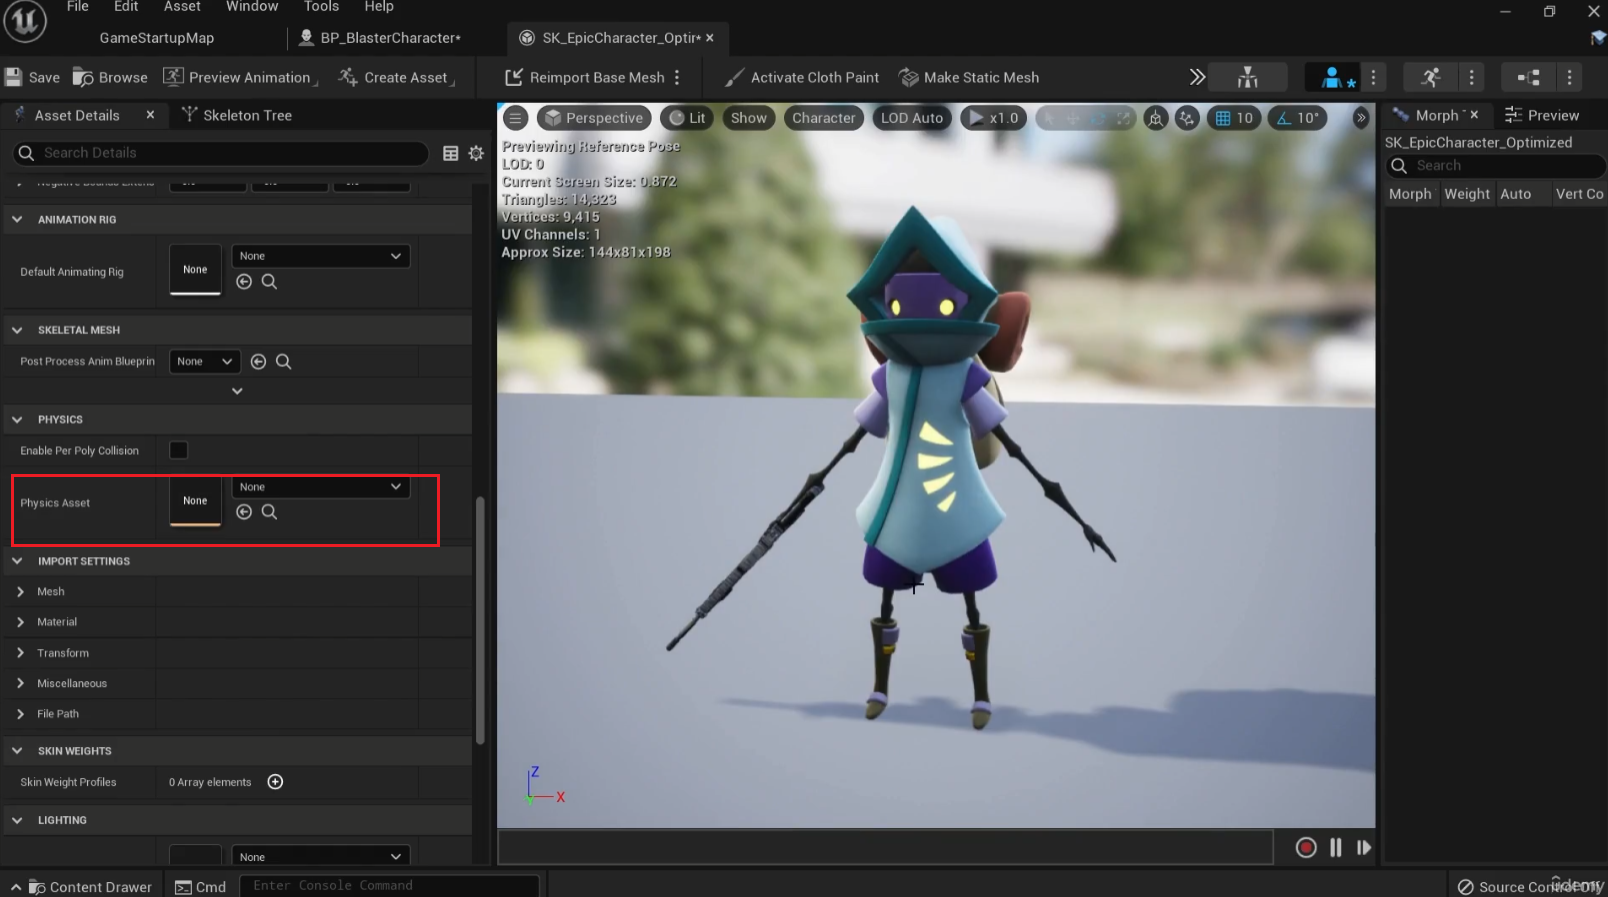 File Edit Asset Window Tools Help
GameStartupMap BP_BlasterCharacter* SK_EpicCharacter_Optir*
Save Browse Preview Animation Create Asset Reimport Base Mesh Activate Cloth Paint Make Static Mesh
Asset Details Skeleton Tree
Search Details
Perspective Lit Show Character LOD Auto x1.0 10 10°
Previewing Reference Pose
LOD: 0
Current Screen Size: 0.872
Triangles: 14,323
Vertices: 9,415
UV Channels: 1
Approx Size: 144x81x198
Morph Preview
SK_EpicCharacter_Optimized
Search
Morph Weight Auto Vert Co
ANIMATION RIG
Default Animating Rig None None
SKELETAL MESH
Post Process Anim Blueprin None
PHYSICS
Enable Per Poly Collision
Physics Asset None None
IMPORT SETTINGS
Mesh
Material
Transform
Miscellaneous
File Path
SKIN WEIGHTS
Skin Weight Profiles 0 Array elements
LIGHTING
None
Z
Y X
Content Drawer Cmd Enter Console Command Source Control Off
ûdemy